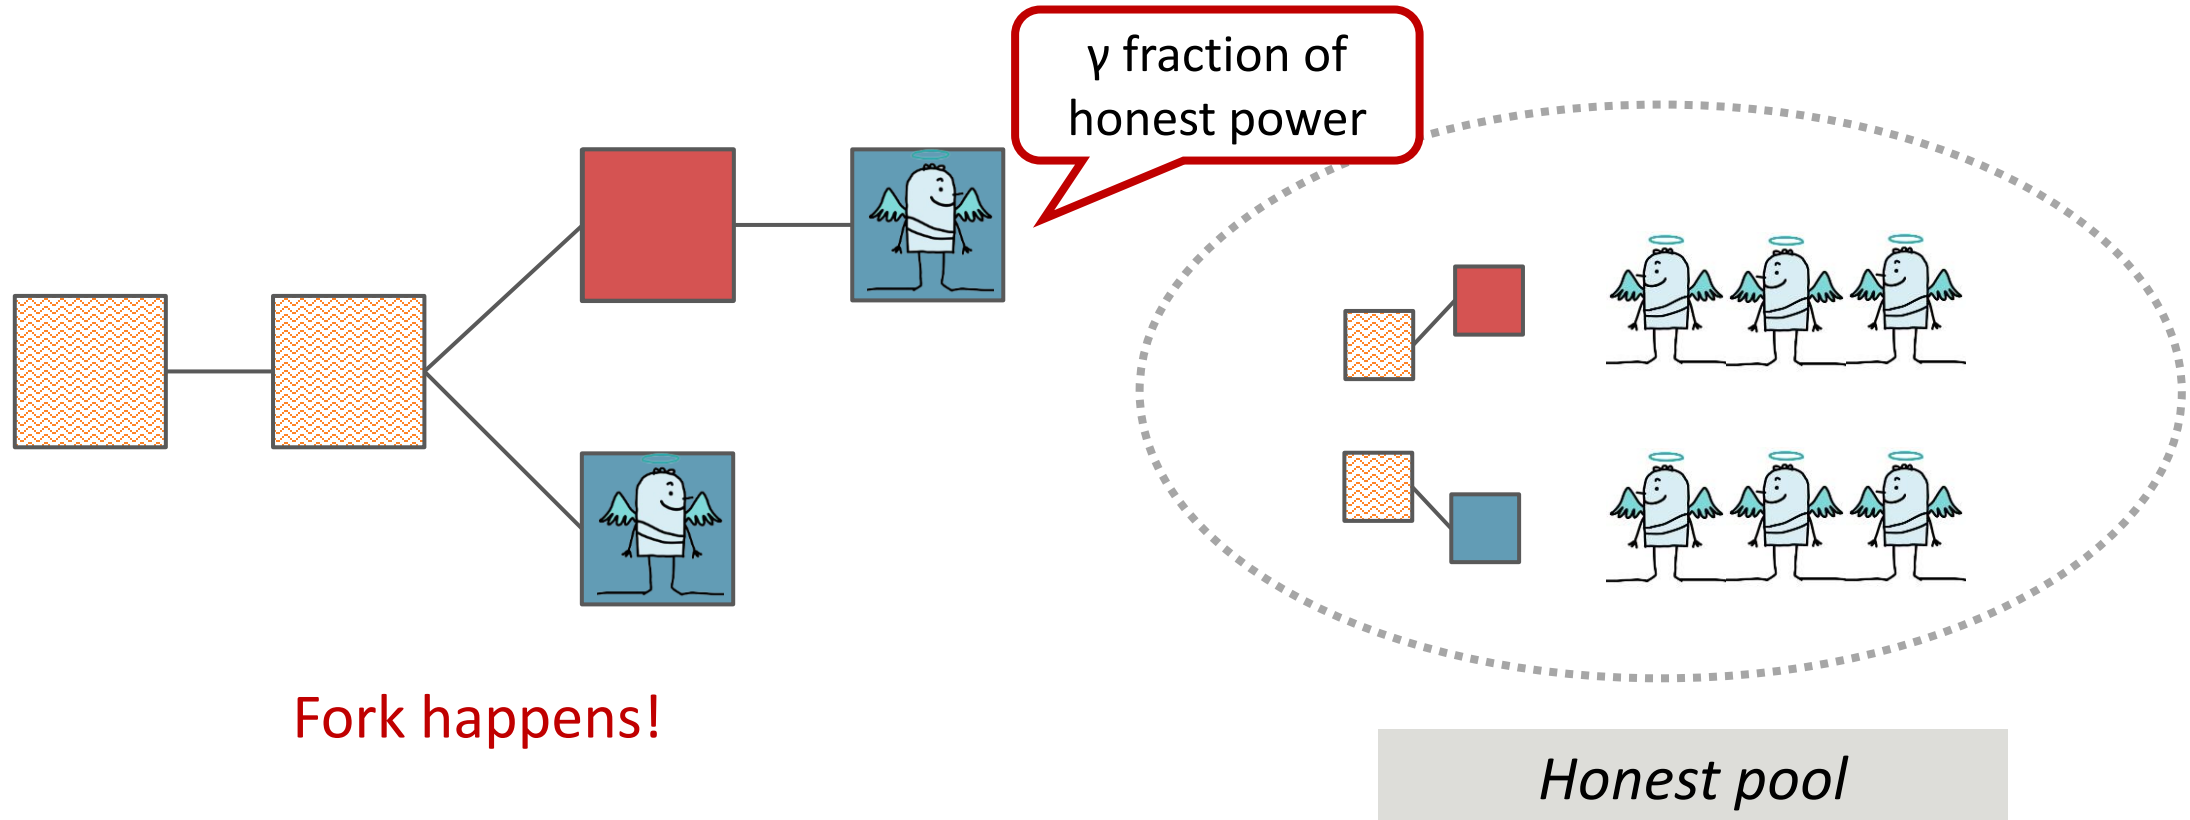 γ fraction of
honest power
Fork happens!
Honest pool